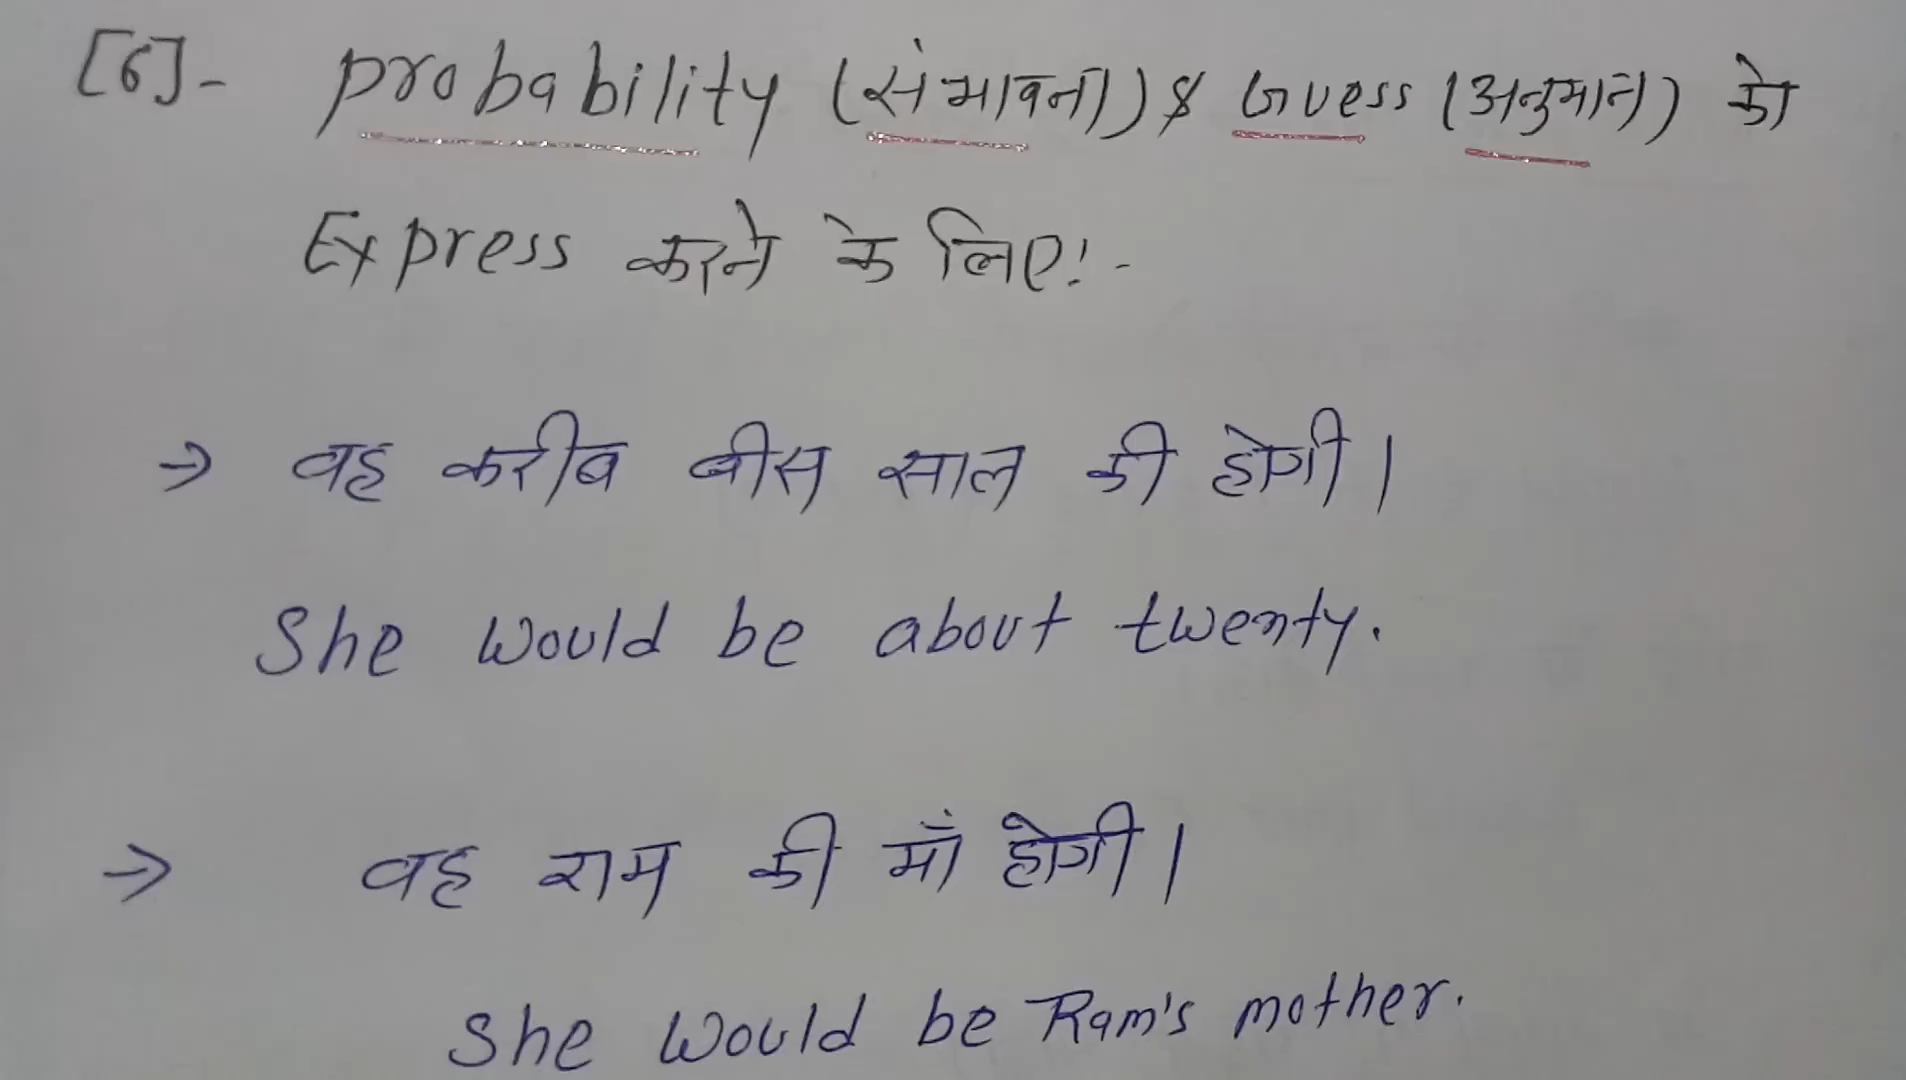 [6]- Probability (संभावना) & Guess (अनुमान) को
Express करने के लिए:-
→ वह करीब बीस साल की होगी।
She would be about twenty.
→ वह राम की माँ होगी।
She would be Ram's mother.